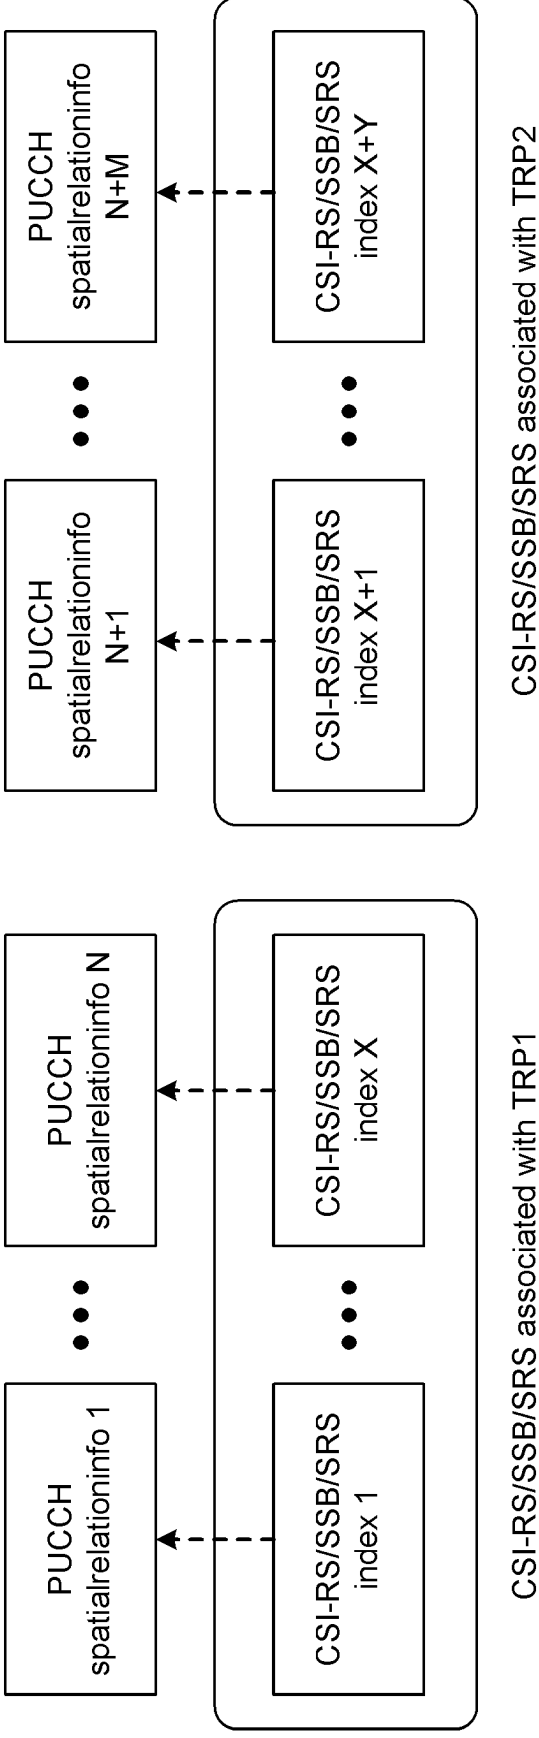 PUCCH
spatialrelationinfo 1
PUCCH
spatialrelationinfo N
PUCCH
spatialrelationinfo
N+1
PUCCH
spatialrelationinfo
N+M
CSI-RS/SSB/SRS
index 1
CSI-RS/SSB/SRS
index X
CSI-RS/SSB/SRS
index X+1
CSI-RS/SSB/SRS
index X+Y
CSI-RS/SSB/SRS associated with TRP1
CSI-RS/SSB/SRS associated with TRP2